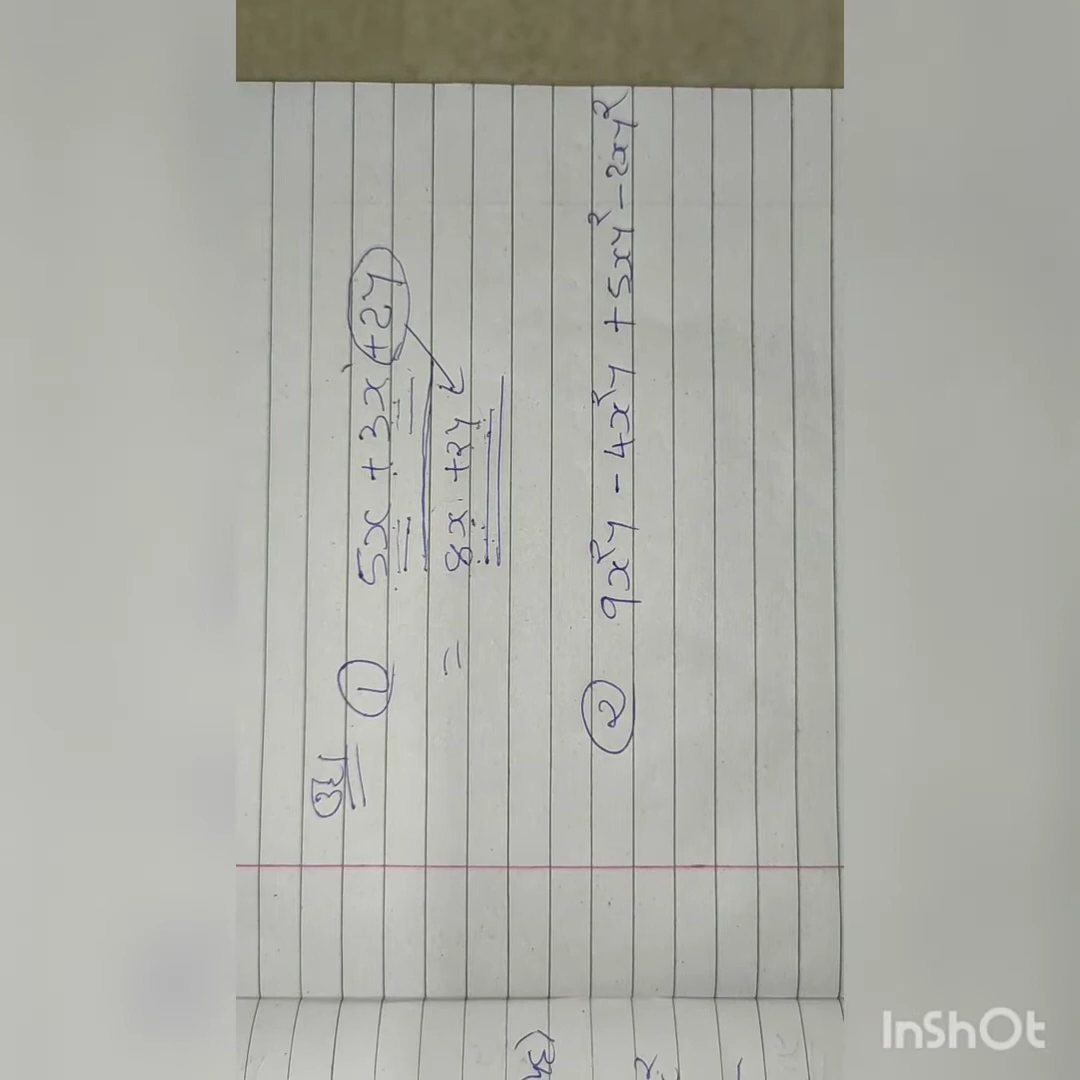 ① 5x + 3x + 2y
= 8x + 2y
② 9x²y - 4x²y + 5xy² - 2xy²
InShOt